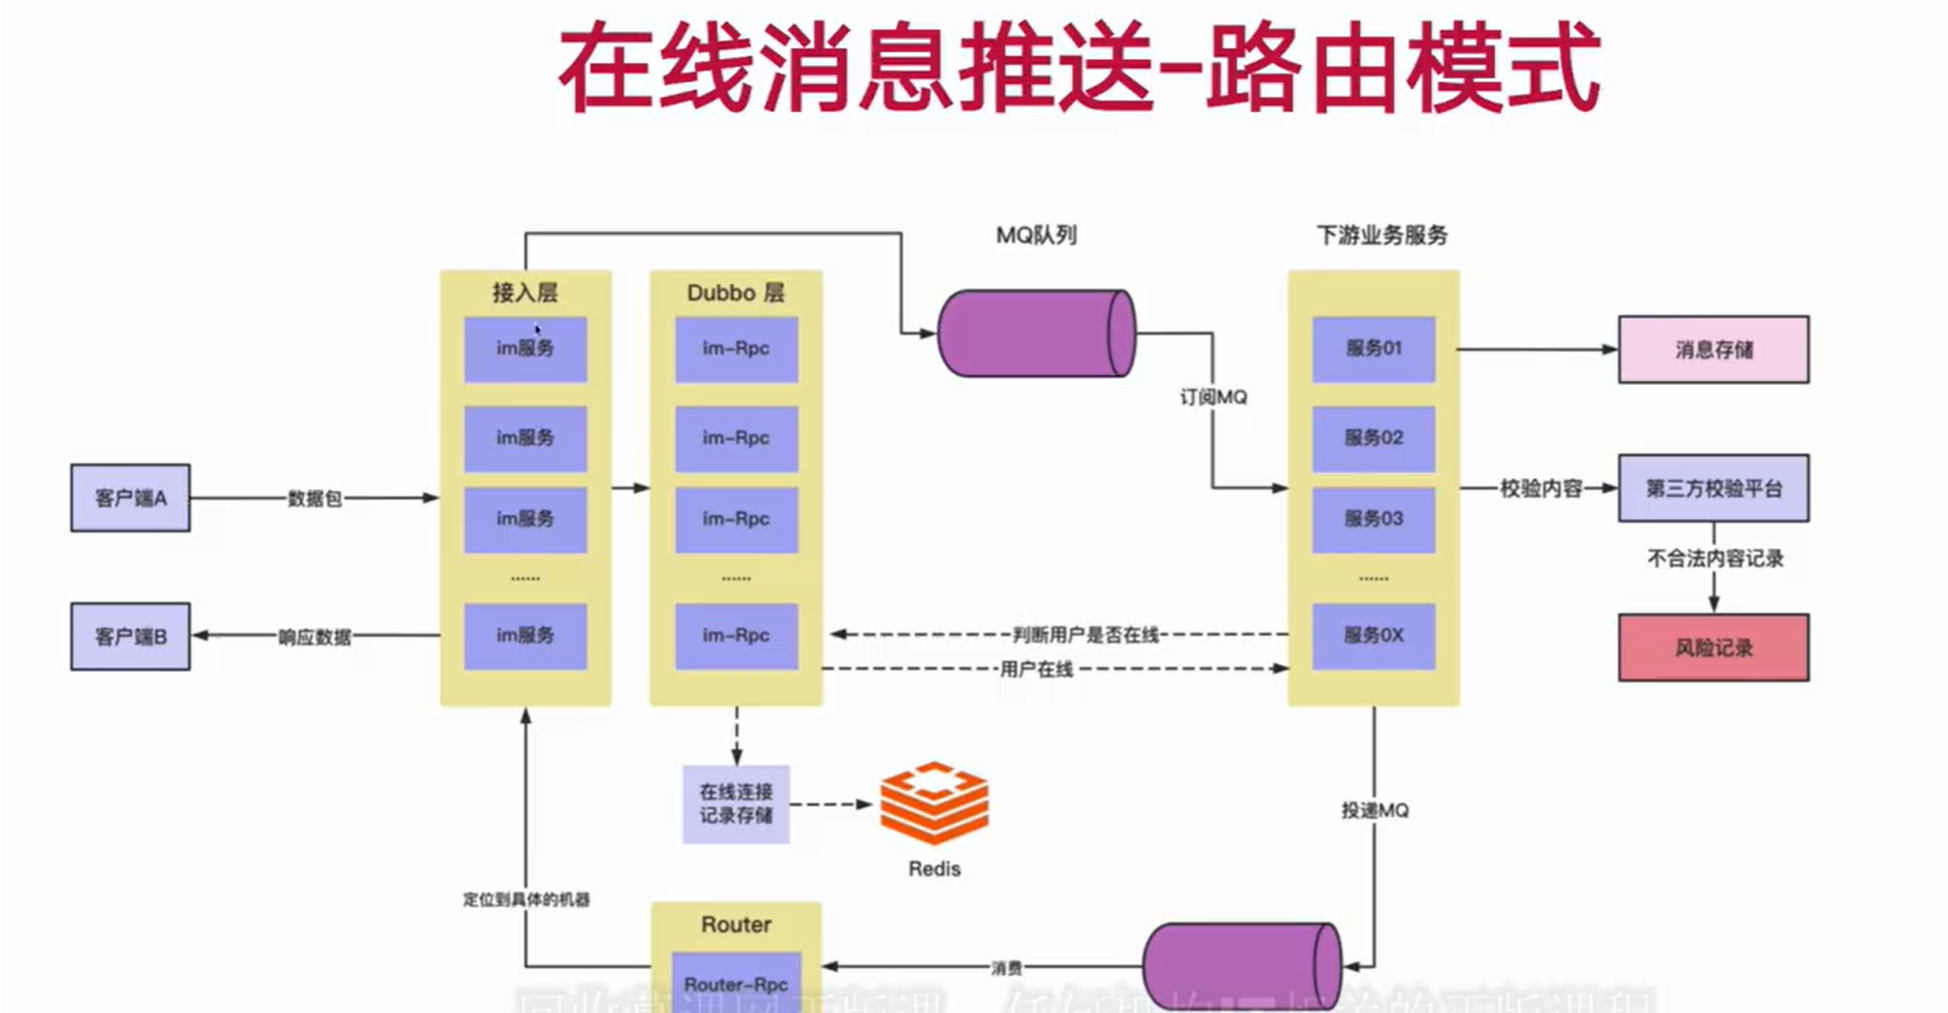 在线消息推送-路由模式
MQ队列
下游业务服务
接入层
im服务
im服务
im服务
......
im服务
Dubbo 层
im-Rpc
im-Rpc
im-Rpc
......
im-Rpc
订阅MQ
服务01
服务02
服务03
......
服务0X
消息存储
校验内容
第三方校验平台
不合法内容记录
风险记录
客户端A
数据包
客户端B
响应数据
判断用户是否在线
用户在线
在线连接
记录存储
Redis
投递MQ
定位到具体的机器
Router
Router-Rpc
消费